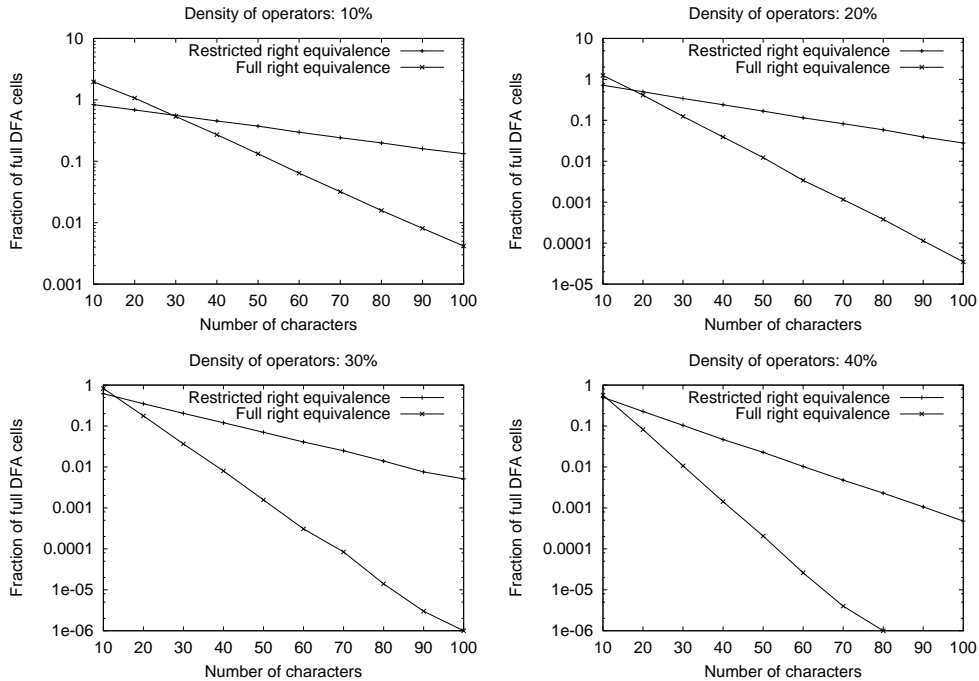 Density of operators: 10%
10
1
0.1
0.01
0.001
Fraction of full DFA cells
Restricted right equivalence
Full right equivalence
10 20 30 40 50 60 70 80 90 100
Number of characters
Density of operators: 20%
10
1
0.1
0.01
0.001
0.0001
1e-05
Fraction of full DFA cells
Restricted right equivalence
Full right equivalence
10 20 30 40 50 60 70 80 90 100
Number of characters
Density of operators: 30%
1
0.1
0.01
0.001
0.0001
1e-05
1e-06
Fraction of full DFA cells
Restricted right equivalence
Full right equivalence
10 20 30 40 50 60 70 80 90 100
Number of characters
Density of operators: 40%
1
0.1
0.01
0.001
0.0001
1e-05
1e-06
Fraction of full DFA cells
Restricted right equivalence
Full right equivalence
10 20 30 40 50 60 70 80 90 100
Number of characters